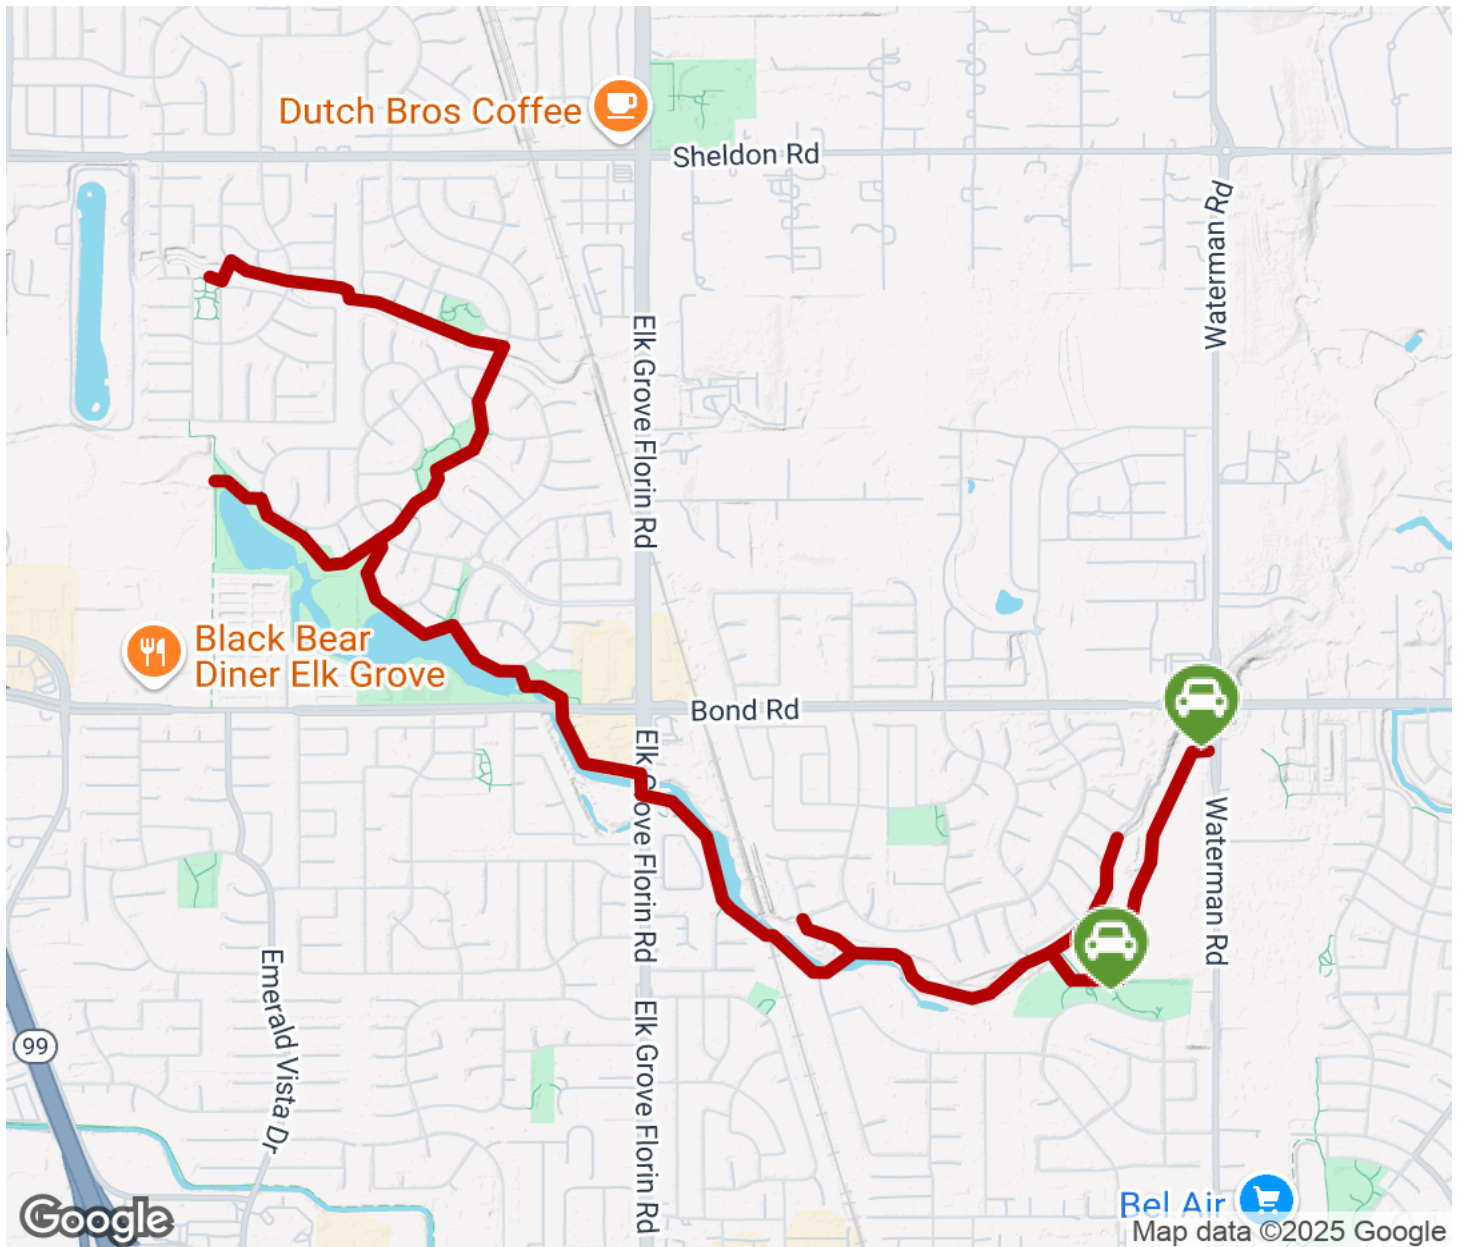 Dutch Bros Coffee
Sheldon Rd
Waterman Rd
Elk Grove Florin Rd
Black Bear
Diner Elk Grove
Bond Rd
Elk Grove Florin Rd
Waterman Rd
Emerald Vista Dr
Elk Grove Florin Rd
99
Bel Air
Google
Map data ©2025 Google